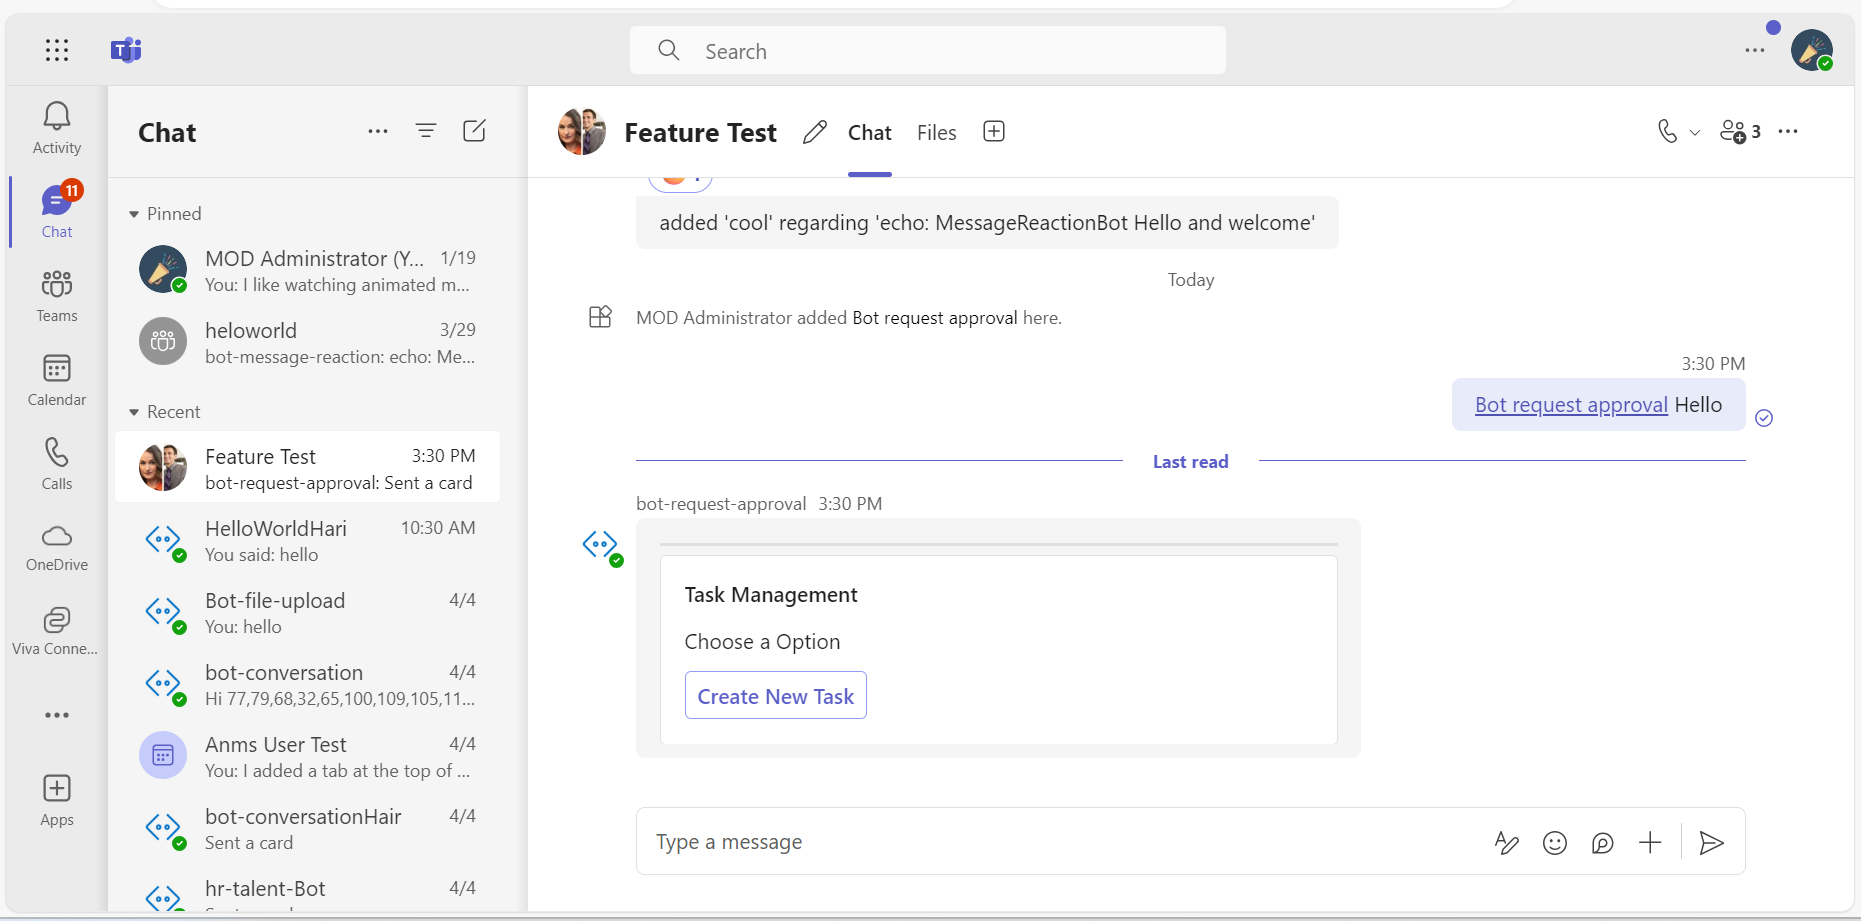 Search
Activity
11
Chat
Teams
Calendar
Calls
OneDrive
Viva Conne...
Apps
Chat
Pinned
MOD Administrator (Y... 1/19
You: I like watching animated m...
heloworld 3/29
bot-message-reaction: echo: Me...
Recent
Feature Test 3:30 PM
bot-request-approval: Sent a card
HelloWorldHari 10:30 AM
You said: hello
Bot-file-upload 4/4
You: hello
bot-conversation 4/4
Hi 77,79,68,32,65,100,109,105,11...
Anms User Test 4/4
You: I added a tab at the top of ...
bot-conversationHair 4/4
Sent a card
hr-talent-Bot 4/4
Feature Test Chat Files 3
added 'cool' regarding 'echo: MessageReactionBot Hello and welcome'
Today
MOD Administrator added Bot request approval here.
3:30 PM
Bot request approval Hello
Last read
bot-request-approval 3:30 PM
Task Management
Choose a Option
Create New Task
Type a message